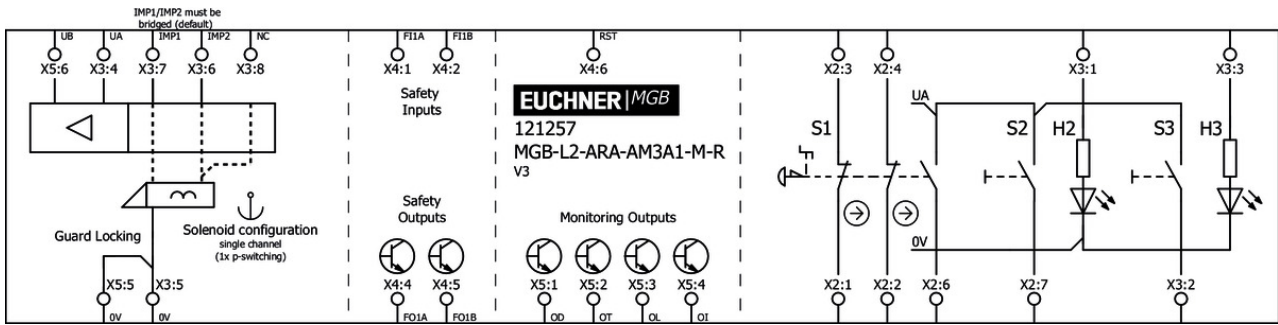 IMP1/IMP2 must be
bridged (default)
UB UA IMP1 IMP2 NC FI1A FI1B RST
X5:6 X3:4 X3:7 X3:6 X3:8 X4:1 X4:2 X4:6 X2:3 X2:4 X3:1 X3:3
Safety
Inputs
EUCHNER MGB
121257
MGB-L2-ARA-AM3A1-M-R
V3
UA
S1 S2 H2 S3 H3
Guard Locking
Solenoid configuration
single channel
(1x p-switching)
Safety
Outputs
Monitoring Outputs
0V
X5:5 X3:5 X4:4 X4:5 X5:1 X5:2 X5:3 X5:4 X2:1 X2:2 X2:6 X2:7 X3:2
0V 0V FO1A FO1B OD OT OL OI